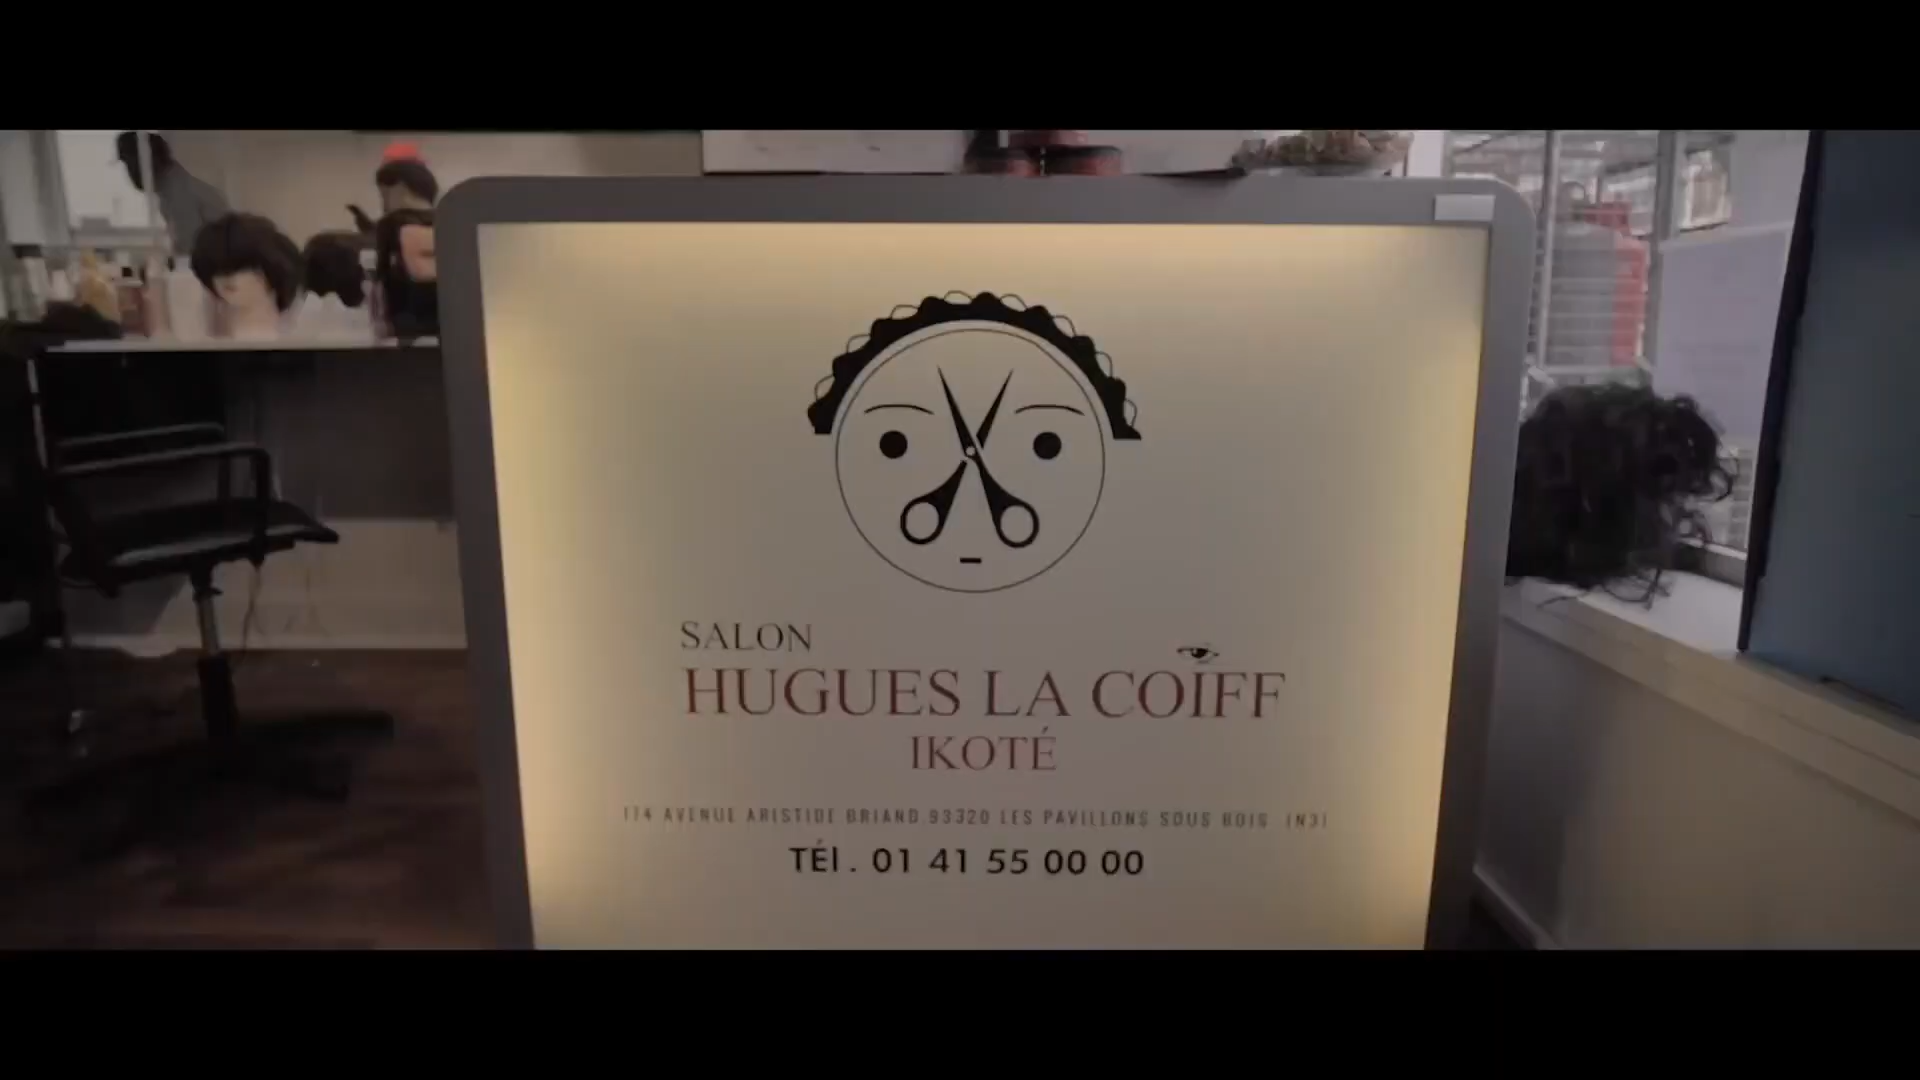 SALON
HUGUES LA COIFF
IKOTÉ
114 AVENUE ARISTIDE BRIAND 93320 LES PAVILLONS SOUS BOIS (N3)
TÉl. 01 41 55 00 00